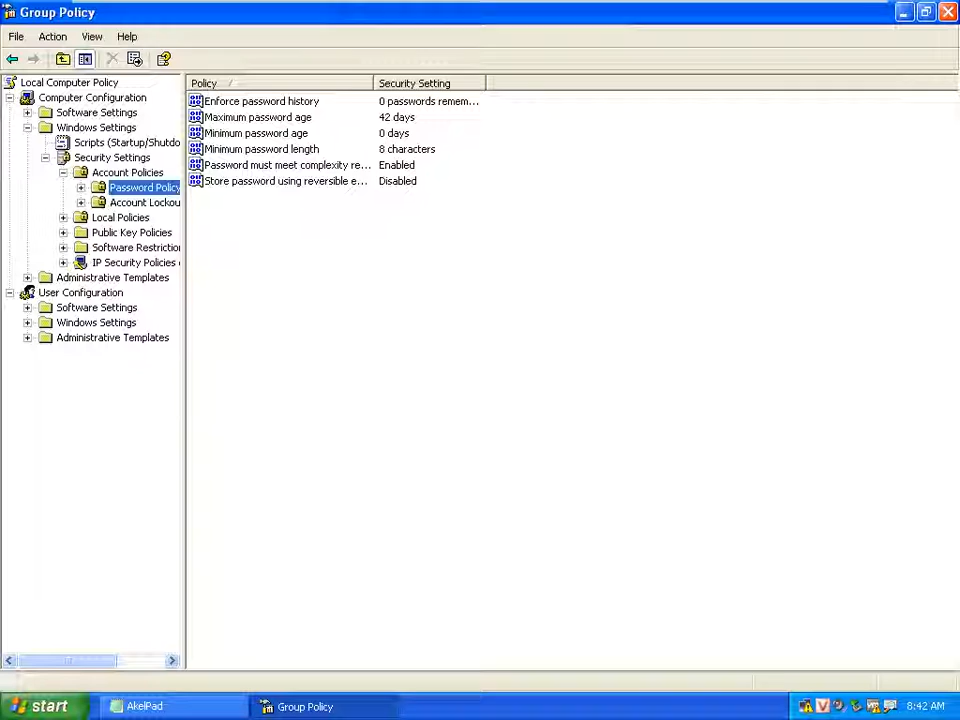 Group Policy
File Action View Help
Local Computer Policy
Computer Configuration
Software Settings
Windows Settings
Scripts (Startup/Shutdo
Security Settings
Account Policies
Password Policy
Account Lockou
Local Policies
Public Key Policies
Software Restriction
IP Security Policies
Administrative Templates
User Configuration
Software Settings
Windows Settings
Administrative Templates
Policy Security Setting
Enforce password history 0 passwords remem...
Maximum password age 42 days
Minimum password age 0 days
Minimum password length 8 characters
Password must meet complexity re... Enabled
Store password using reversible e... Disabled
start AkelPad Group Policy 8:42 AM